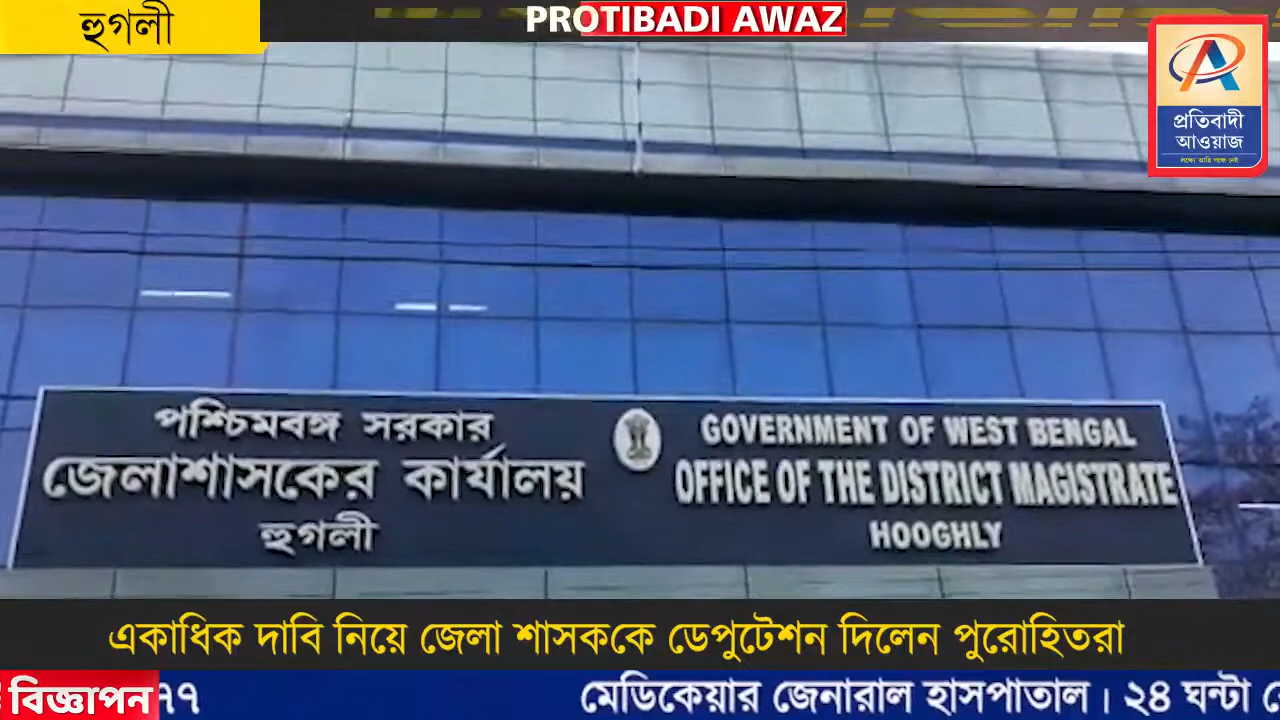 হুগলী
PROTIBADI AWAZ
প্রতিবাদী
আওয়াজ
পশ্চিমবঙ্গ সরকার
জেলাশাসকের কার্যালয়
হুগলী
GOVERNMENT OF WEST BENGAL
OFFICE OF THE DISTRICT MAGISTRATE
HOOGHLY
একাধিক দাবি নিয়ে জেলা শাসককে ডেপুটেশন দিলেন পুরোহিতরা
বিজ্ঞাপন
৭৭ মেডিকেয়ার জেনারাল হাসপাতাল। ২৪ ঘন্টা